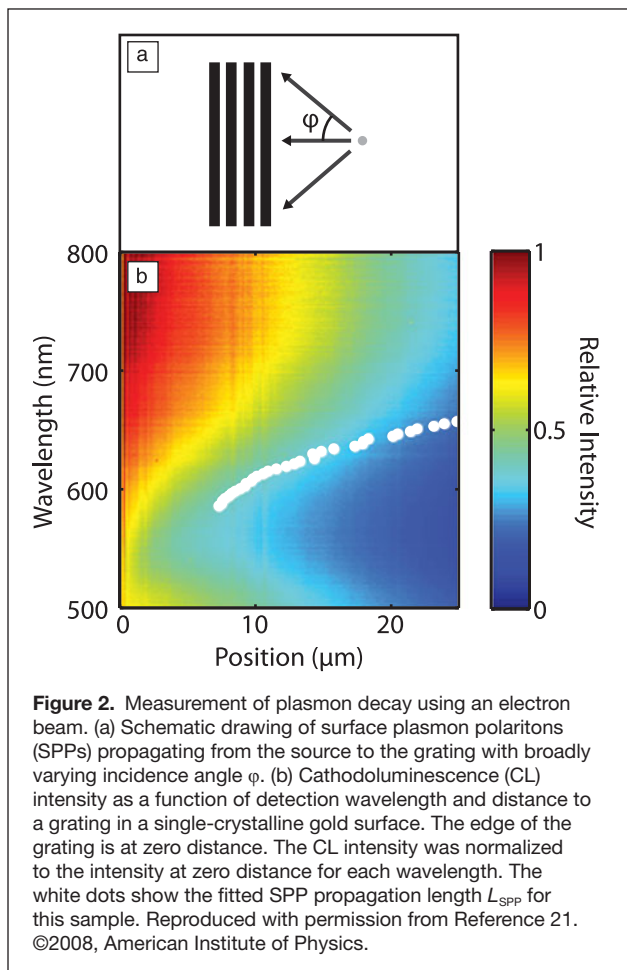 a
φ
800
b
1
700
Wavelength (nm)
0.5
Relative Intensity
600
500
0
0
10
20
Position (μm)
Figure 2. Measurement of plasmon decay using an electron
beam. (a) Schematic drawing of surface plasmon polaritons
(SPPs) propagating from the source to the grating with broadly
varying incidence angle φ. (b) Cathodoluminescence (CL)
intensity as a function of detection wavelength and distance to
a grating in a single-crystalline gold surface. The edge of the
grating is at zero distance. The CL intensity was normalized
to the intensity at zero distance for each wavelength. The
white dots show the fitted SPP propagation length LSPP for
this sample. Reproduced with permission from Reference 21.
©2008, American Institute of Physics.